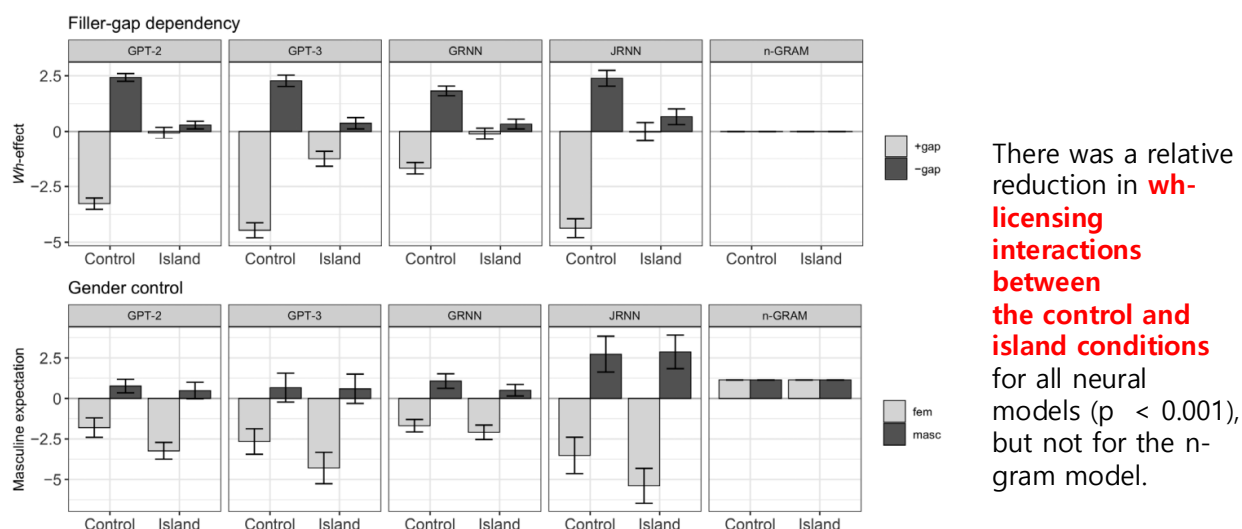 Filler-gap dependency
GPT-2 GPT-3 GRNN JRNN n-GRAM
Wh-effect
2.5
0
−2.5
−5
Control Island Control Island Control Island Control Island Control Island
+gap
−gap
Gender control
GPT-2 GPT-3 GRNN JRNN n-GRAM
Masculine expectation
2.5
0
−2.5
−5
Control Island Control Island Control Island Control Island Control Island
fem
masc
There was a relative
reduction in wh-
licensing
interactions
between
the control and
island conditions
for all neural
models (p < 0.001),
but not for the n-
gram model.